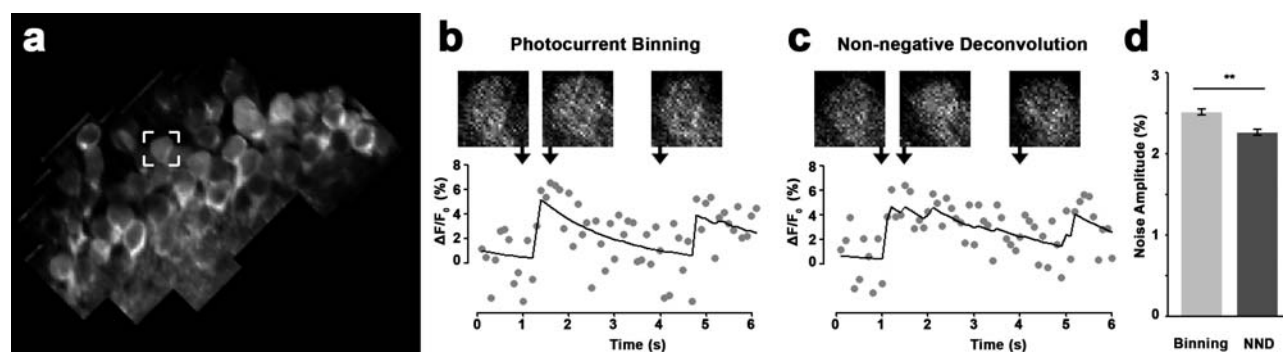 a
b
Photocurrent Binning
ΔF/F₀ (%)
8
6
4
2
0
0 1 2 3 4 5 6
Time (s)
c
Non-negative Deconvolution
ΔF/F₀ (%)
8
6
4
2
0
0 1 2 3 4 5 6
Time (s)
d
**
Noise Amplitude (%)
3
2
1
0
Binning NND